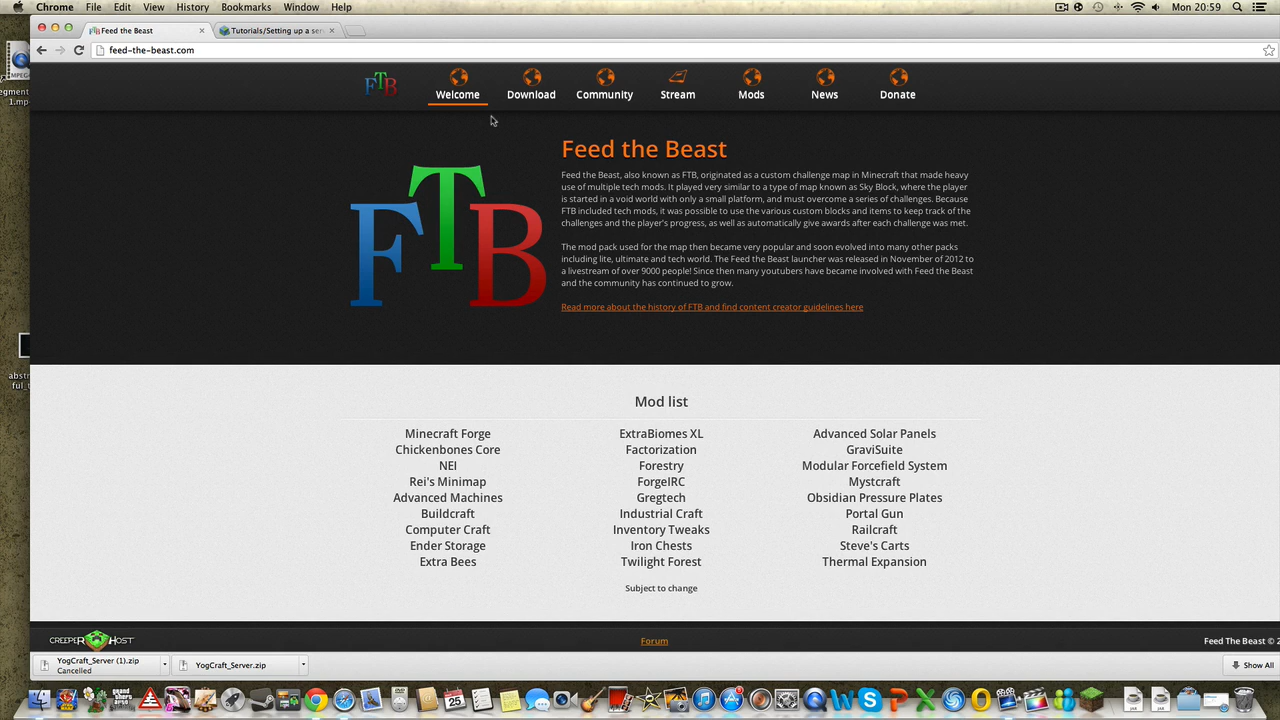 Chrome File Edit View History Bookmarks Window Help Mon 20:59
Feed the Beast Tutorials/Setting up a ser
feed-the-beast.com
FTB Welcome Download Community Stream Mods News Donate
FTB
Feed the Beast
Feed the Beast, also known as FTB, originated as a custom challenge map in Minecraft that made heavy
use of multiple tech mods. It played very similar to a type of map known as Sky Block, where the player
is started in a void world with only a small platform, and must overcome a series of challenges. Because
FTB included tech mods, it was possible to use the various custom blocks and items to keep track of the
challenges and the player's progress, as well as automatically give awards after each challenge was met.
The mod pack used for the map then became very popular and soon evolved into many other packs
including lite, ultimate and tech world. The Feed the Beast launcher was released in November of 2012 to
a livestream of over 9000 people! Since then many youtubers have became involved with Feed the Beast
and the community has continued to grow.
Read more about the history of FTB and find content creator guidelines here
Mod list
Minecraft Forge ExtraBiomes XL Advanced Solar Panels
Chickenbones Core Factorization GraviSuite
NEI Forestry Modular Forcefield System
Rei's Minimap ForgeIRC Mystcraft
Advanced Machines Gregtech Obsidian Pressure Plates
Buildcraft Industrial Craft Portal Gun
Computer Craft Inventory Tweaks Railcraft
Ender Storage Iron Chests Steve's Carts
Extra Bees Twilight Forest Thermal Expansion
Subject to change
CREEPER HOST Forum Feed The Beast © 2
YogCraft_Server (1).zip
Cancelled
YogCraft_Server.zip
Show All